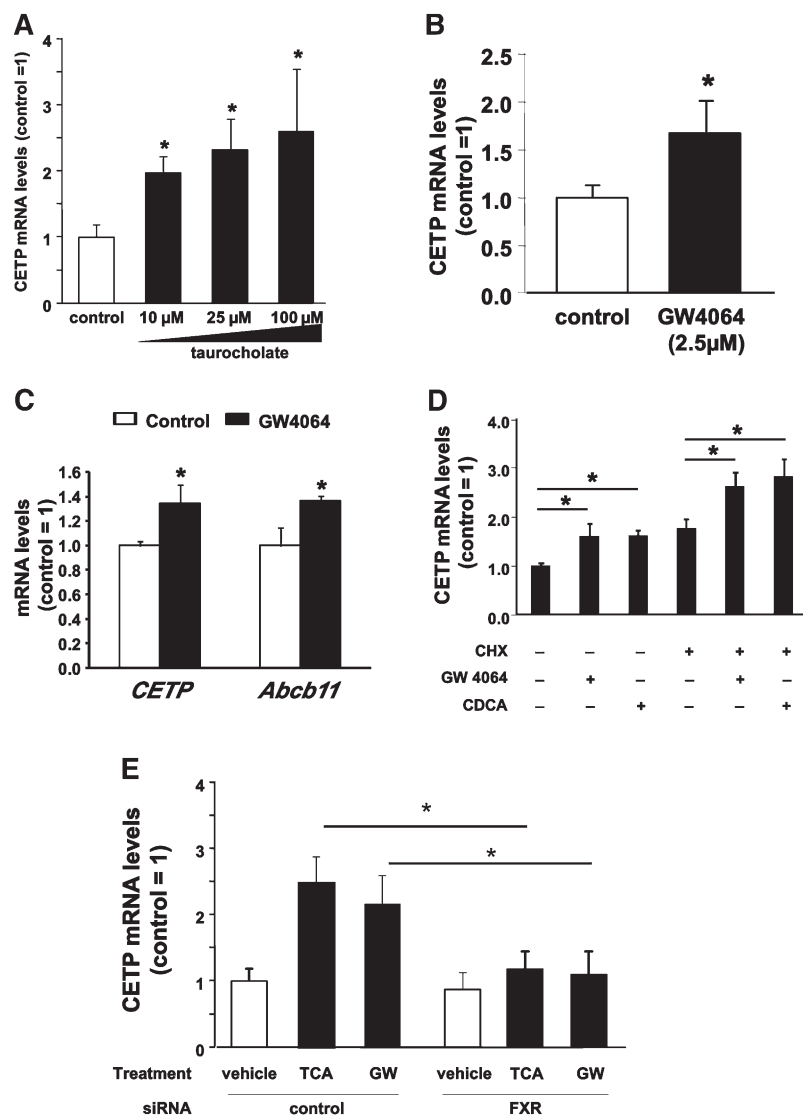 A
CETP mRNA levels (control =1)
4
3
2
1
0
*
*
*
control
10 µM
25 µM
100 µM
taurocholate
B
CETP mRNA levels
(control =1)
2.5
2.0
1.5
1.0
0.5
0.0
*
control
GW4064
(2.5µM)
C
Control
GW4064
mRNA levels
(control = 1)
1.6
1.4
1.2
1.0
0.8
0.6
0.4
0.2
0.0
*
*
CETP
Abcb11
D
CETP mRNA levels
(control = 1)
4.0
3.0
2.0
1.0
0.0
*
*
*
*
CHX – – – + + +
GW 4064 – + – – + –
CDCA – – + – – +
E
CETP mRNA levels
(control = 1)
4
3
2
1
0
*
*
Treatment vehicle TCA GW vehicle TCA GW
siRNA control FXR